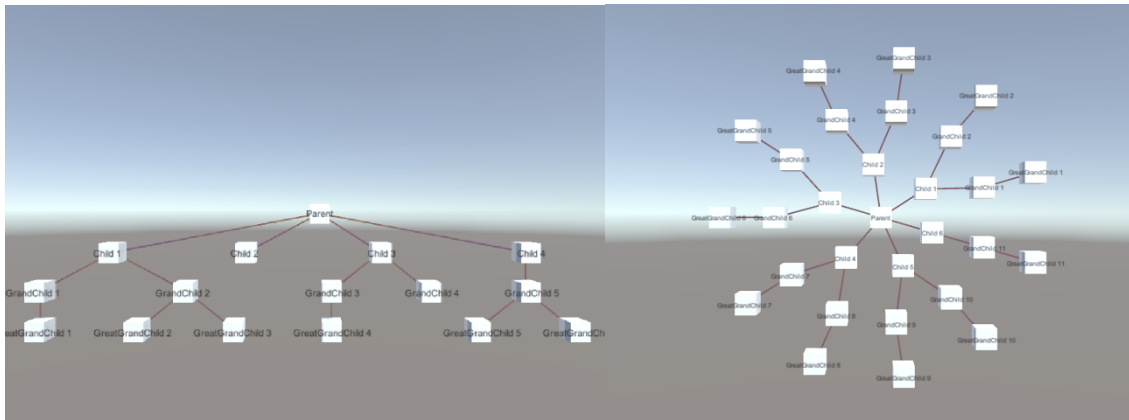 Parent
Child 1
Child 2
Child 3
Child 4
GrandChild 1
GrandChild 2
GrandChild 3
GrandChild 4
GrandChild 5
eatGrandChild 1
GreatGrandChild 2
GreatGrandChild 3
GreatGrandChild 4
GreatGrandChild 5
GreatGrandCh
GreatGrandChild 3
GreatGrandChild 4
GreatGrandChild 2
GrandChild 3
GrandChild 4
GreatGrandChild 5
GrandChild 2
GrandChild 5
Child 2
GreatGrandChild 1
Child 1
GrandChild 1
Child 3
GreatGrandChild 6
GrandChild 6
Parent
Child 6
GrandChild 11
Child 4
Child 5
GreatGrandChild 11
GrandChild 7
GrandChild 10
GreatGrandChild 7
GrandChild 8
GrandChild 9
GreatGrandChild 10
GreatGrandChild 8
GreatGrandChild 9